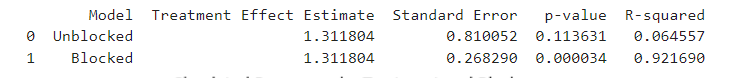 Model Treatment Effect Estimate Standard Error p-value R-squared
0 Unblocked 1.311804 0.810052 0.113631 0.064557
1 Blocked 1.311804 0.268290 0.000034 0.921690